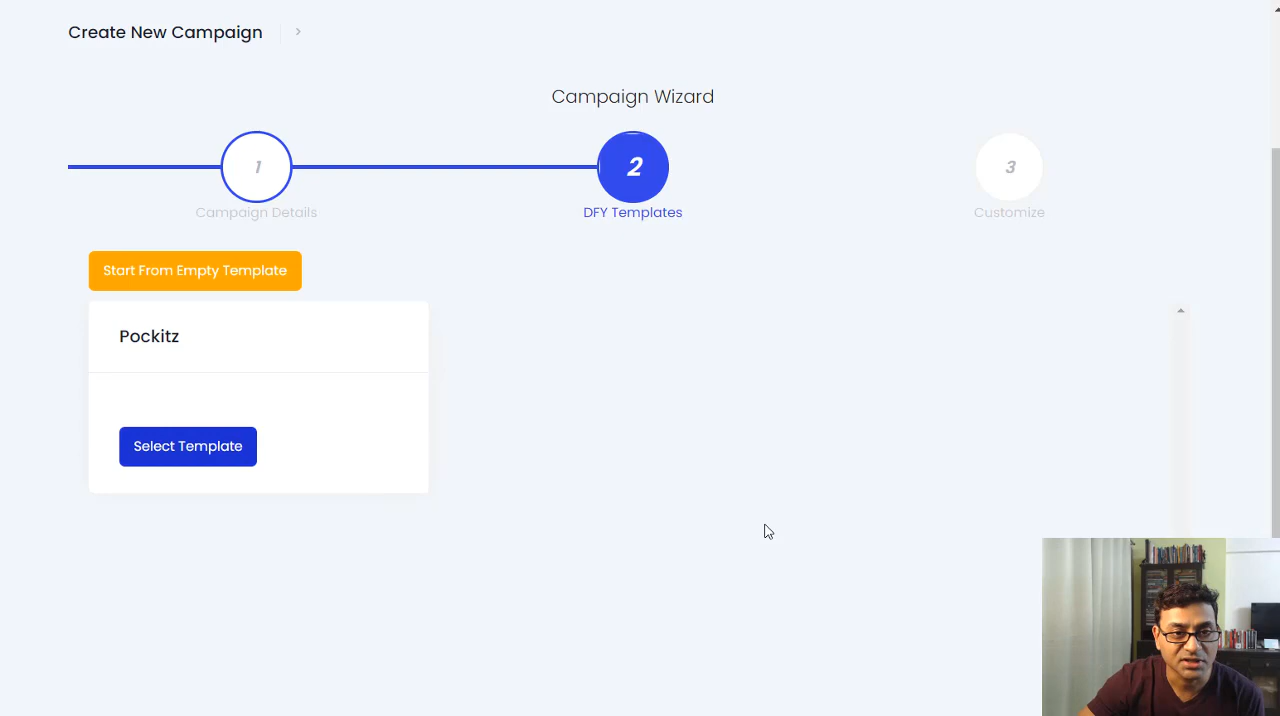 Create New Campaign
Campaign Wizard
1
2
3
Campaign Details
DFY Templates
Customize
Start From Empty Template
Pockitz
Select Template